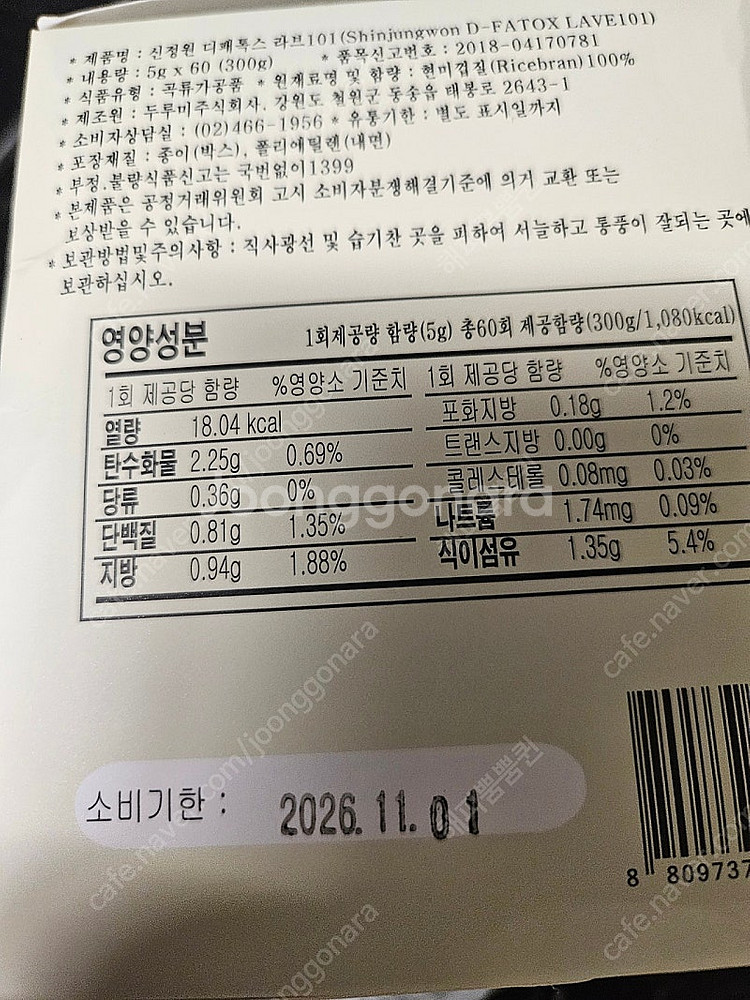 * 제품명 : 신정원 디패톡스 라브101(Shinjungwon D-FATOX LAVE101)
* 내용량 : 5g x 60 (300g) * 품목신고번호 : 2018-04170781
* 식품유형 : 곡류가공품 * 원재료명 및 함량 : 현미껍질(Ricebran)100%
* 제조원 : 두루미주식회사. 강원도 철원군 동송읍 태봉로 2643-1
* 소비자상담실 : (02)466-1956 * 유통기한 : 별도 표시일까지
* 포장재질 : 종이(박스), 폴리에틸렌(내면)
* 부정.불량식품신고는 국번없이1399
* 본제품은 공정거래위원회 고시 소비자분쟁해결기준에 의거 교환 또는
보상받을 수 있습니다.
* 보관방법및주의사항 : 직사광선 및 습기찬 곳을 피하여 서늘하고 통풍이 잘되는 곳에
보관하십시오.
영양성분 1회제공량 함량(5g) 총60회 제공함량(300g/1,080kcal)
1회 제공당 함량 %영양소 기준치 1회 제공당 함량 %영양소 기준치
열량 18.04 kcal 포화지방 0.18g 1.2%
탄수화물 2.25g 0.69% 트랜스지방 0.00g 0%
당류 0.36g 0% 콜레스테롤 0.08mg 0.03%
단백질 0.81g 1.35% 나트륨 1.74mg 0.09%
지방 0.94g 1.88% 식이섬유 1.35g 5.4%
joonggonara
소비기한 : 2026. 11. 01
8 809737
cafe.naver.com/joonggonara